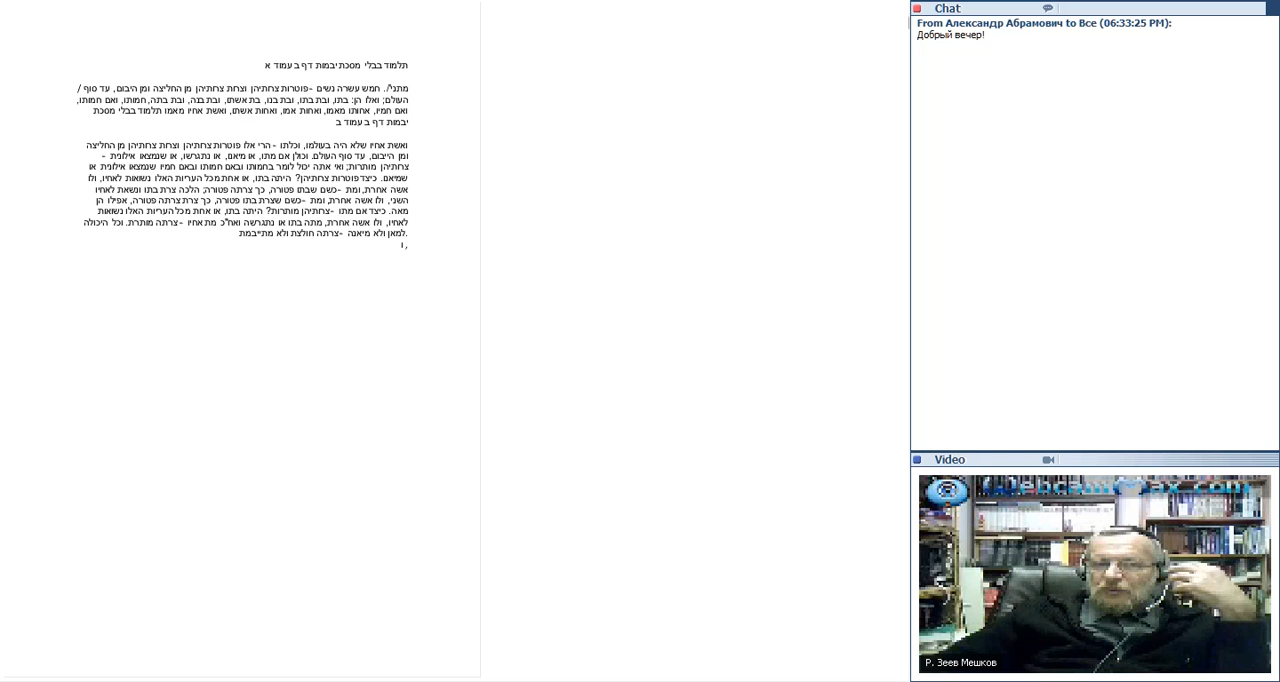 תלמוד בבלי מסכת יבמות דף ב עמוד א
מתני'/. חמש עשרה נשים -פוטרות צרותיהן וצרות צרותיהן מן החליצה ומן היבום, עד סוף /
העולם; ואלו הן: בתו, ובת בתו, ובת בנו, בת אשתו, ובת בנה, ובת בתה, חמותו, ואם חמותו,
ואם חמיו, אחותו מאמו, ואחות אמו, ואחות אשתו, ואשת אחיו מאמו תלמוד בבלי מסכת
יבמות דף ב עמוד ב
ואשת אחיו שלא היה בעולמו, וכלתו - הרי אלו פוטרות צרותיהן וצרות צרותיהן מן החליצה
ומן הייבום, עד סוף העולם. וכולן אם מתו, או מיאנו, או נתגרשו, או שנמצאו אילונית -
צרותיהן מותרות; ואי אתה יכול לומר בחמותו ובאם חמותו ובאם חמיו שנמצאו אילונית או
שמיאנו. כיצד פוטרות צרותיהן? היתה בתו, או אחת מכל העריות האלו נשואות לאחיו, ולו
אשה אחרת, ומת -כשם שבתו פטורה, כך צרתה פטורה; הלכה צרת בתו ונשאת לאחיו
השני, ולו אשה אחרת, ומת -כשם שצרת בתו פטורה, כך צרת צרתה פטורה, אפילו הן
מאה. כיצד אם מתו -צרותיהן מותרות? היתה בתו, או אחת מכל העריות האלו נשואות
לאחיו, ולו אשה אחרת, מתה בתו או נתגרשה ואח"כ מת אחיו -צרתה מותרת. וכל היכולה
.למאן ולא מיאנה -צרתה חולצת ולא מתייבמת
, ו
Chat
From Александр Абрамович to Все (06:33:25 PM):
Добрый вечер!
Video
WebcamMax.com
Р. Зеев Мешков